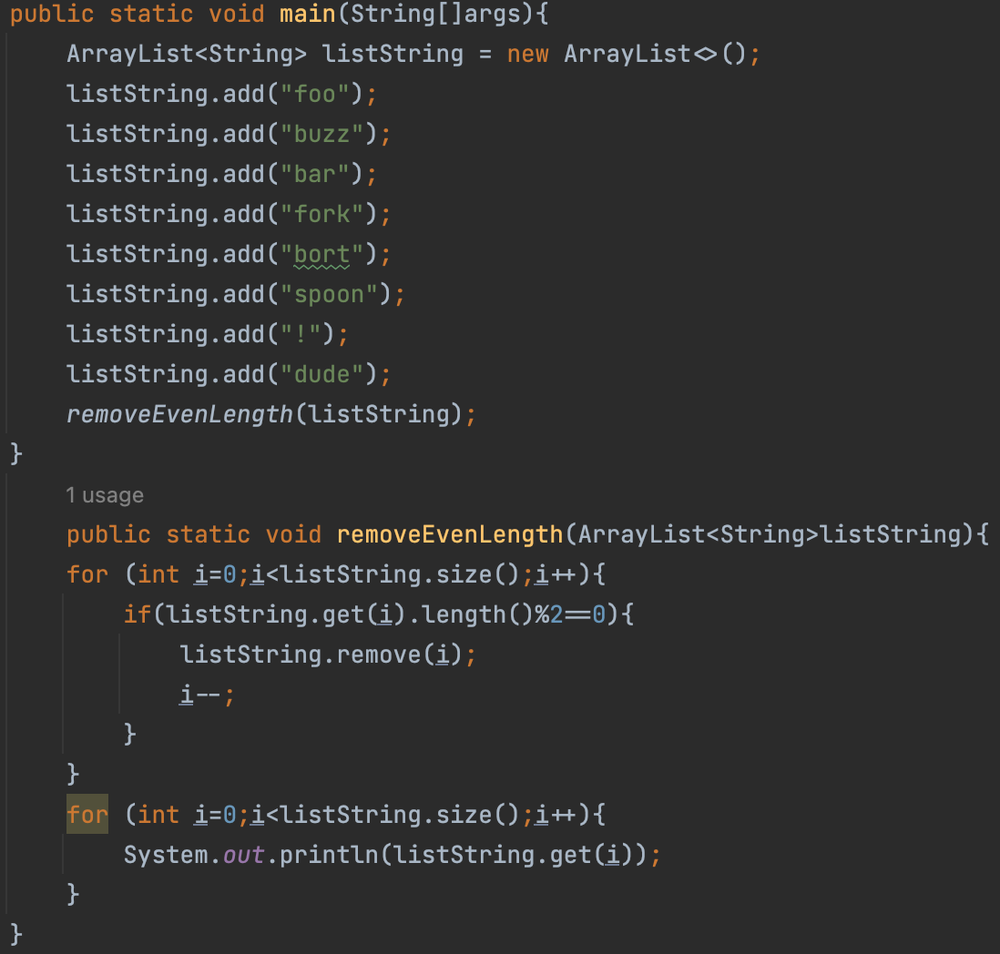 public static void main(String[]args){
    ArrayList<String> listString = new ArrayList<>();
    listString.add("foo");
    listString.add("buzz");
    listString.add("bar");
    listString.add("fork");
    listString.add("bort");
    listString.add("spoon");
    listString.add("!");
    listString.add("dude");
    removeEvenLength(listString);
}
    1 usage
    public static void removeEvenLength(ArrayList<String>listString){
    for (int i=0;i<listString.size();i++){
        if(listString.get(i).length()%2==0){
            listString.remove(i);
            i--;
        }
    }
    for (int i=0;i<listString.size();i++){
        System.out.println(listString.get(i));
    }
}